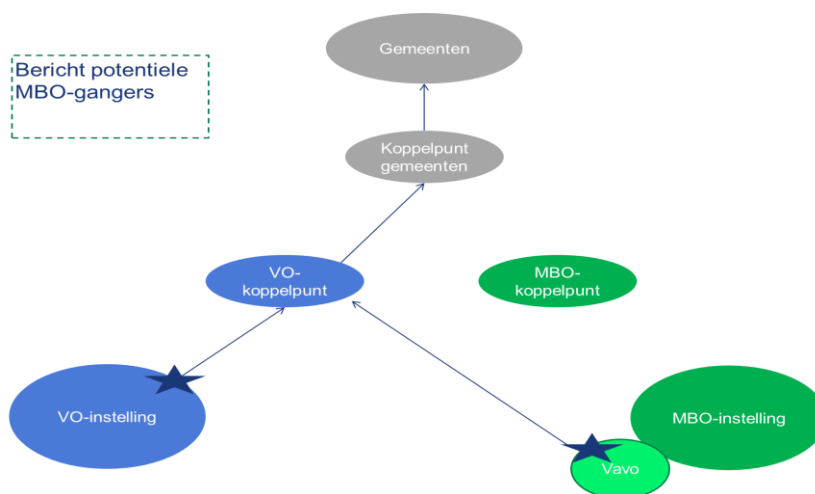 Gemeenten
Bericht potentiele
MBO-gangers
Koppelpunt
gemeenten
VO-
koppelpunt
MBO-
koppelpunt
VO-instelling
MBO-instelling
Vavo